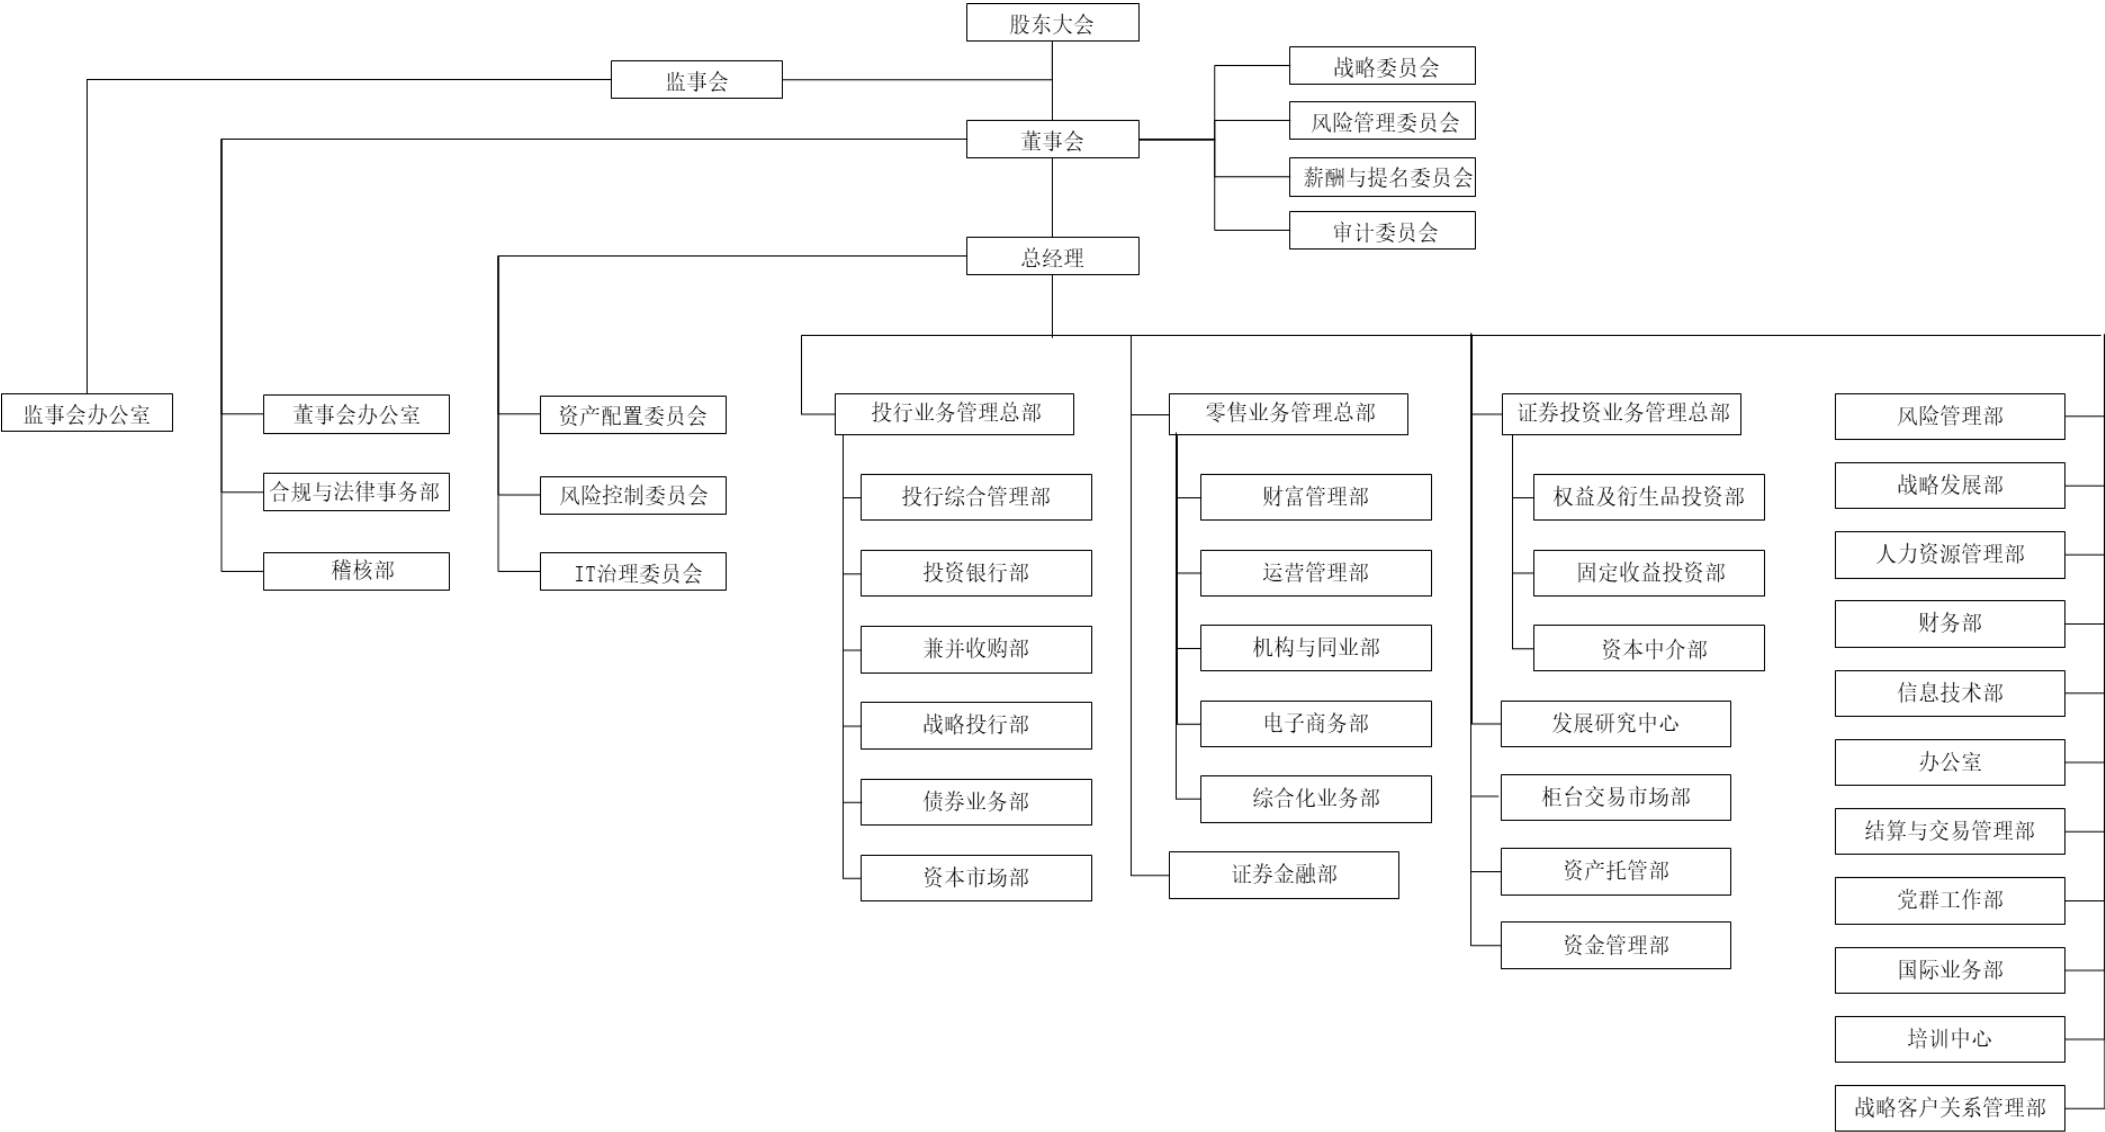 股东大会
监事会
战略委员会
风险管理委员会
董事会
薪酬与提名委员会
审计委员会
总经理
监事会办公室
董事会办公室
合规与法律事务部
稽核部
资产配置委员会
风险控制委员会
IT治理委员会
投行业务管理总部
投行综合管理部
投资银行部
兼并收购部
战略投行部
债券业务部
资本市场部
零售业务管理总部
财富管理部
运营管理部
机构与同业部
电子商务部
综合化业务部
证券金融部
证券投资业务管理总部
权益及衍生品投资部
固定收益投资部
资本中介部
发展研究中心
柜台交易市场部
资产托管部
资金管理部
风险管理部
战略发展部
人力资源管理部
财务部
信息技术部
办公室
结算与交易管理部
党群工作部
国际业务部
培训中心
战略客户关系管理部